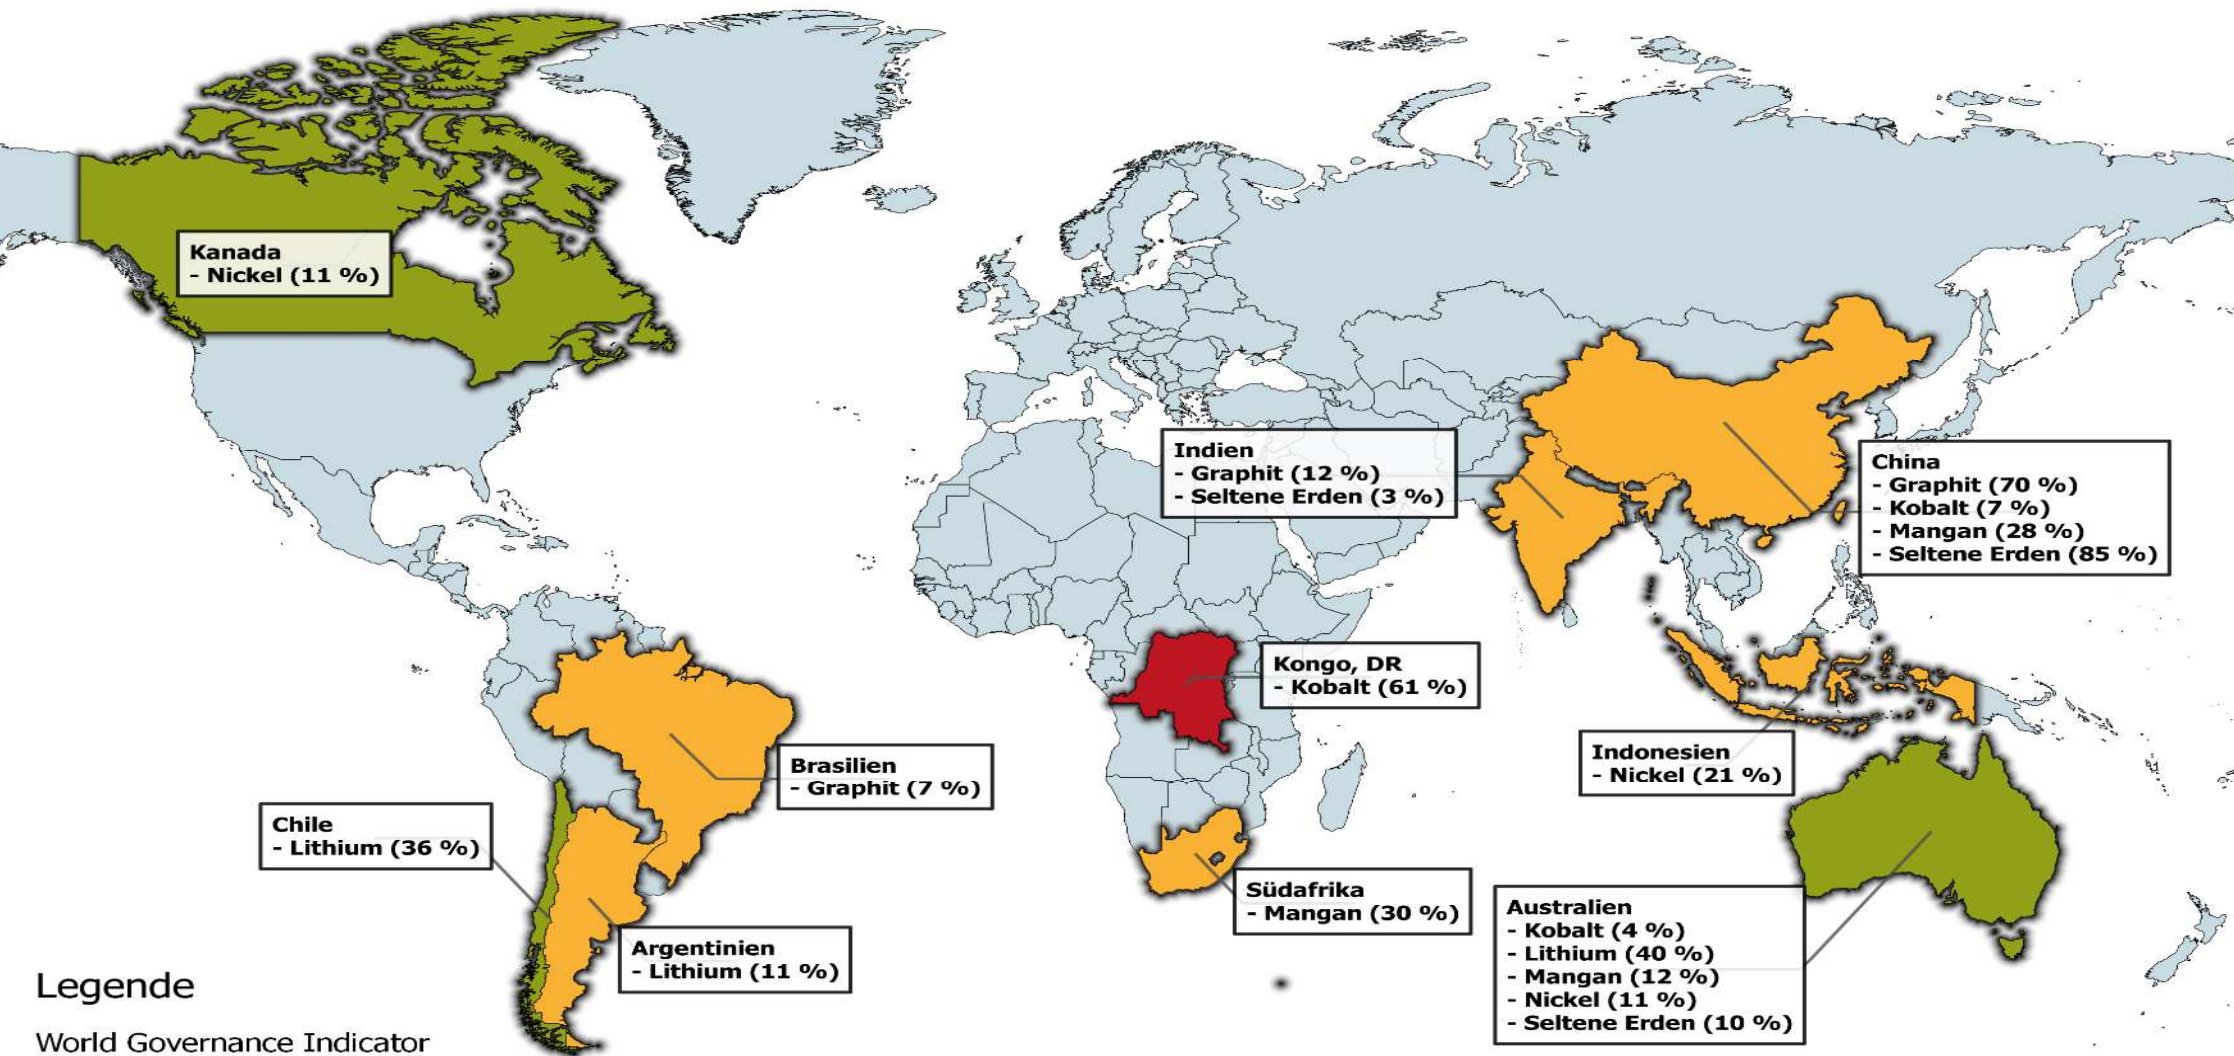 Kanada
- Nickel (11 %)
Indien
- Graphit (12 %)
- Seltene Erden (3 %)
China
- Graphit (70 %)
- Kobalt (7 %)
- Mangan (28 %)
- Seltene Erden (85 %)
Kongo, DR
- Kobalt (61 %)
Brasilien
- Graphit (7 %)
Indonesien
- Nickel (21 %)
Chile
- Lithium (36 %)
Südafrika
- Mangan (30 %)
Australien
- Kobalt (4 %)
- Lithium (40 %)
- Mangan (12 %)
- Nickel (11 %)
- Seltene Erden (10 %)
Argentinien
- Lithium (11 %)
Legende
World Governance Indicator